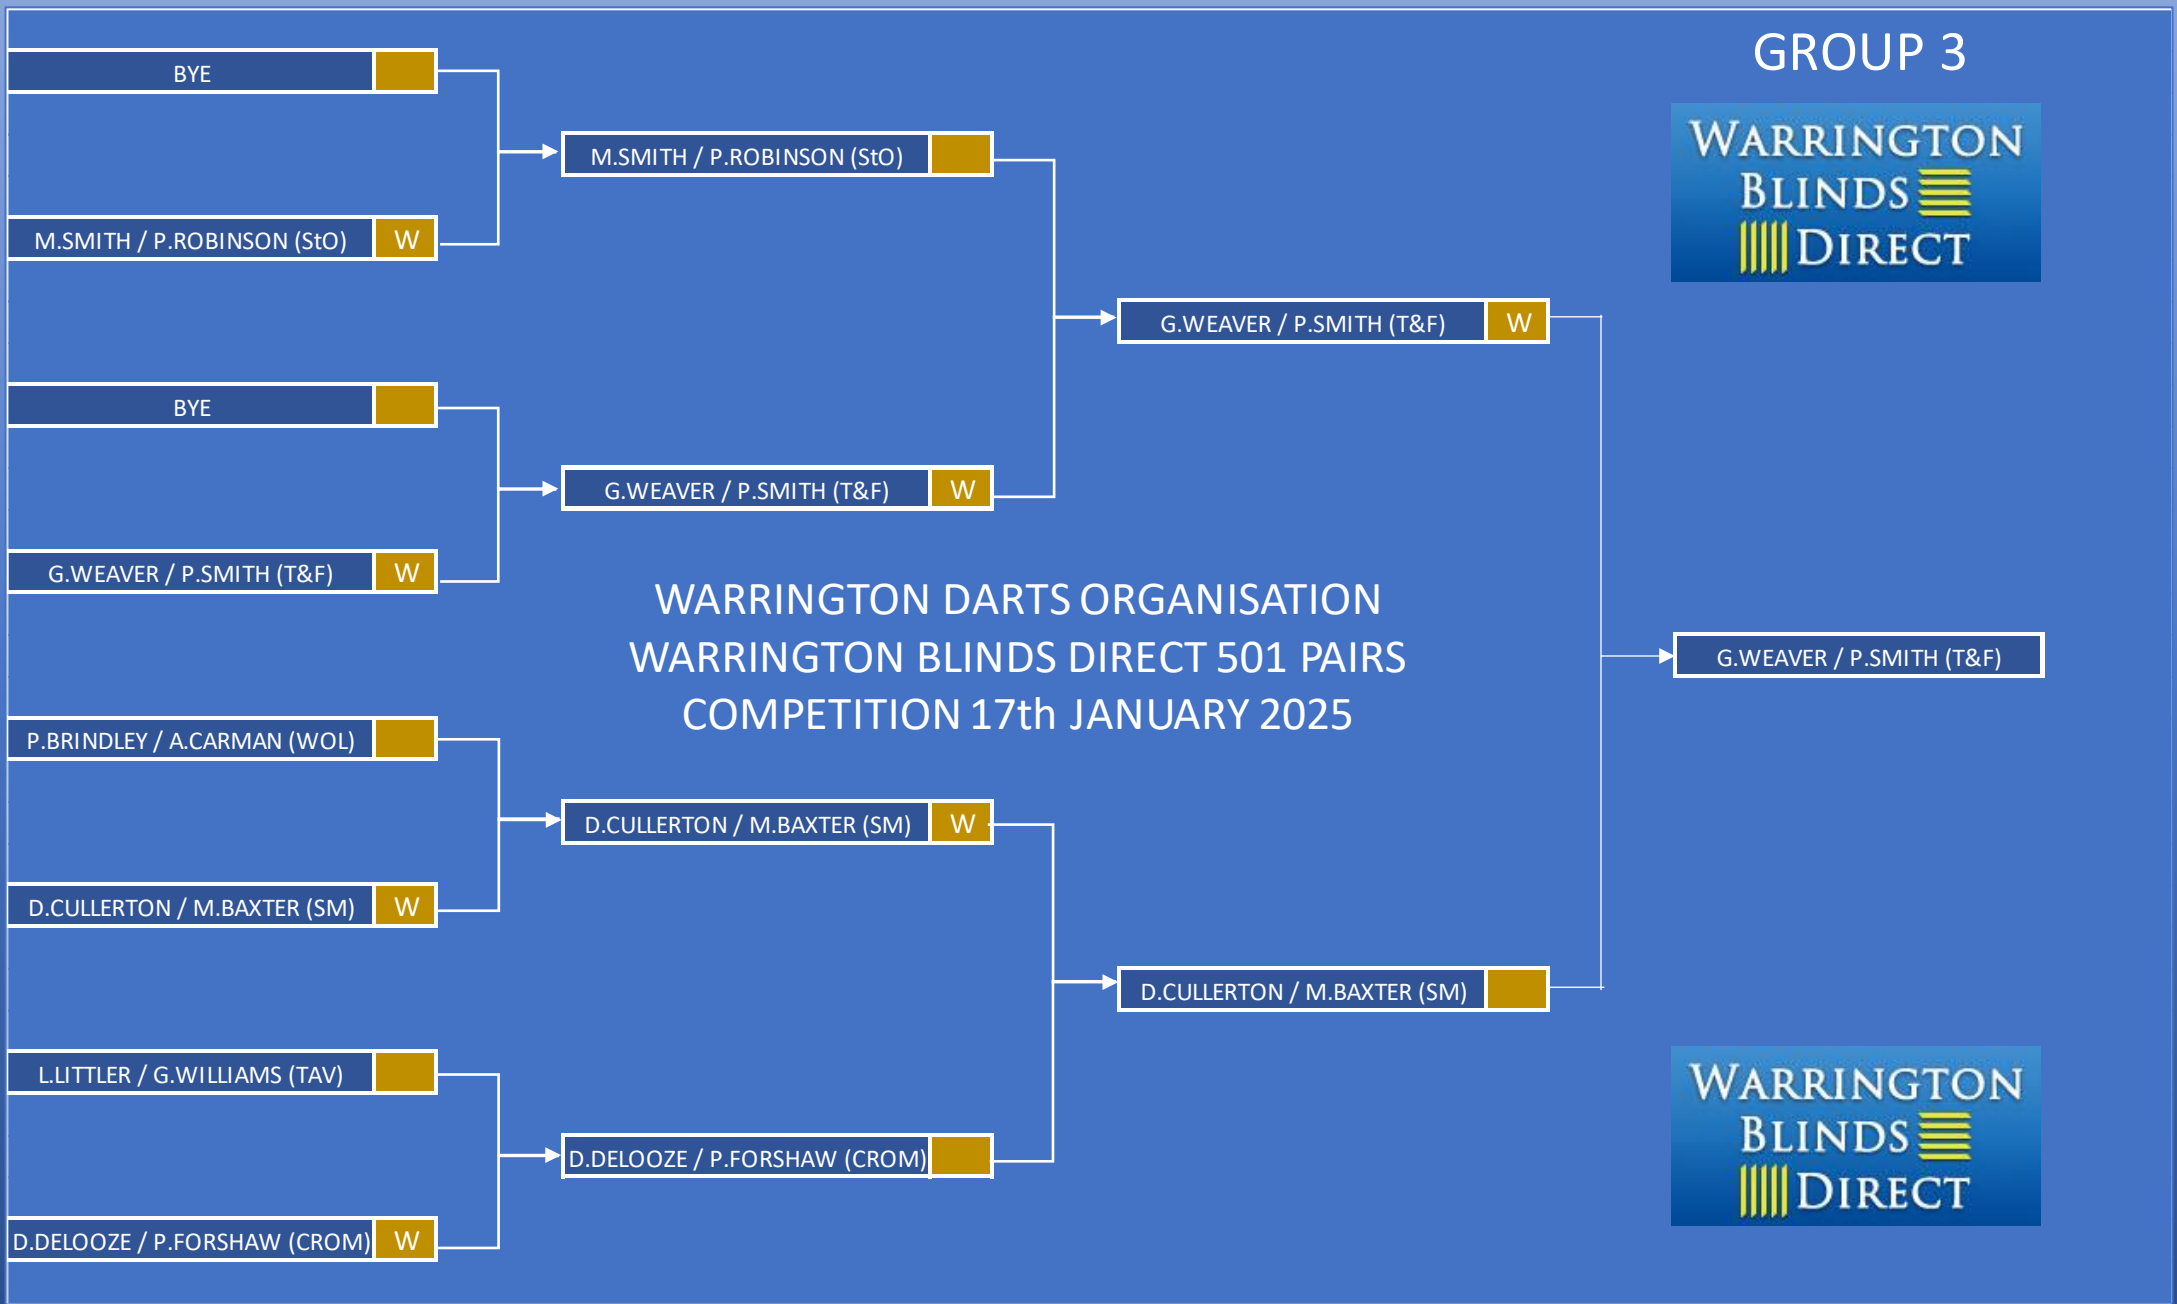 GROUP 3
WARRINGTON
BLINDS
DIRECT
BYE
M.SMITH / P.ROBINSON (StO)
M.SMITH / P.ROBINSON (StO) W
G.WEAVER / P.SMITH (T&F) W
BYE
G.WEAVER / P.SMITH (T&F) W
G.WEAVER / P.SMITH (T&F) W
WARRINGTON DARTS ORGANISATION
WARRINGTON BLINDS DIRECT 501 PAIRS
COMPETITION 17th JANUARY 2025
G.WEAVER / P.SMITH (T&F)
P.BRINDLEY / A.CARMAN (WOL)
D.CULLERTON / M.BAXTER (SM) W
D.CULLERTON / M.BAXTER (SM) W
D.CULLERTON / M.BAXTER (SM)
L.LITTLER / G.WILLIAMS (TAV)
D.DELOOZE / P.FORSHAW (CROM)
D.DELOOZE / P.FORSHAW (CROM) W
WARRINGTON
BLINDS
DIRECT